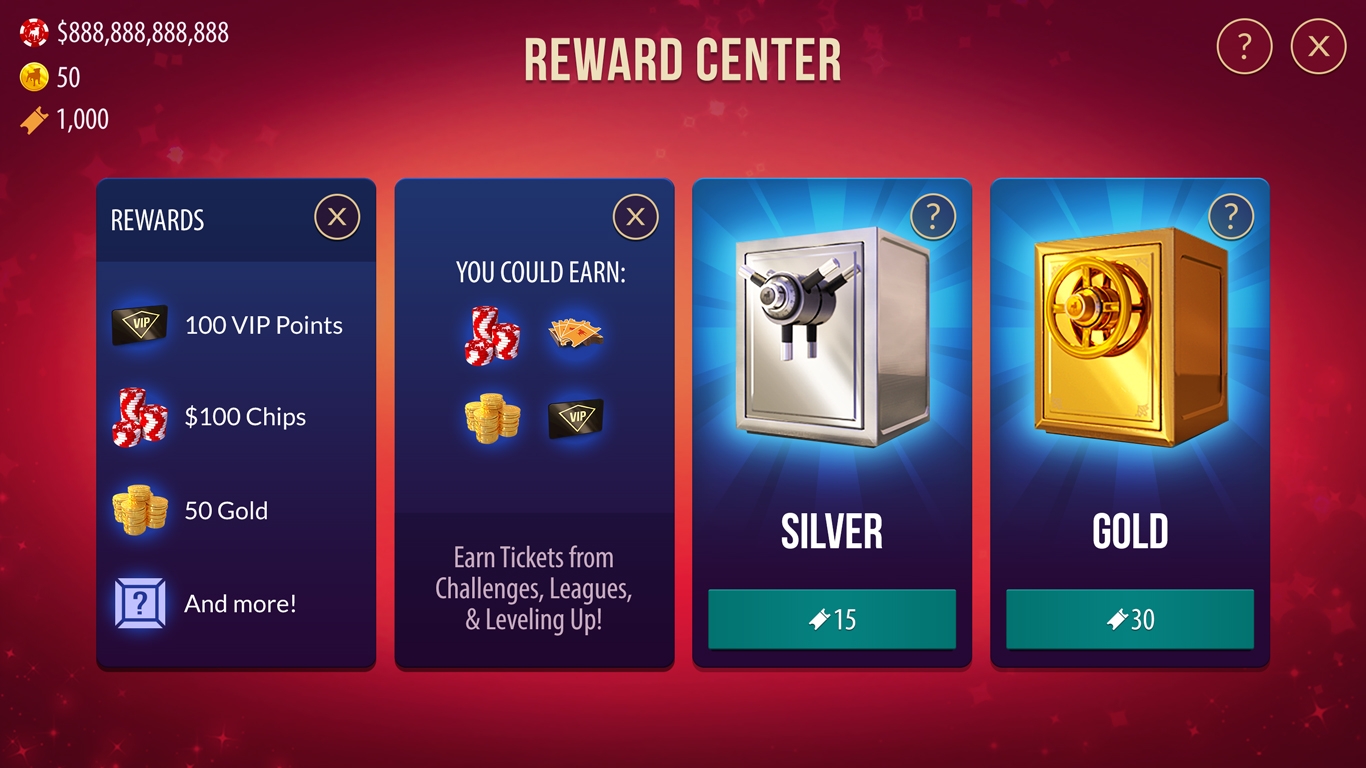 $888,888,888,888
50
1,000
REWARD CENTER
?
X
REWARDS
X
VIP
100 VIP Points
$100 Chips
50 Gold
?
And more!
X
YOU COULD EARN:
VIP
Earn Tickets from
Challenges, Leagues,
& Leveling Up!
?
SILVER
15
?
GOLD
30